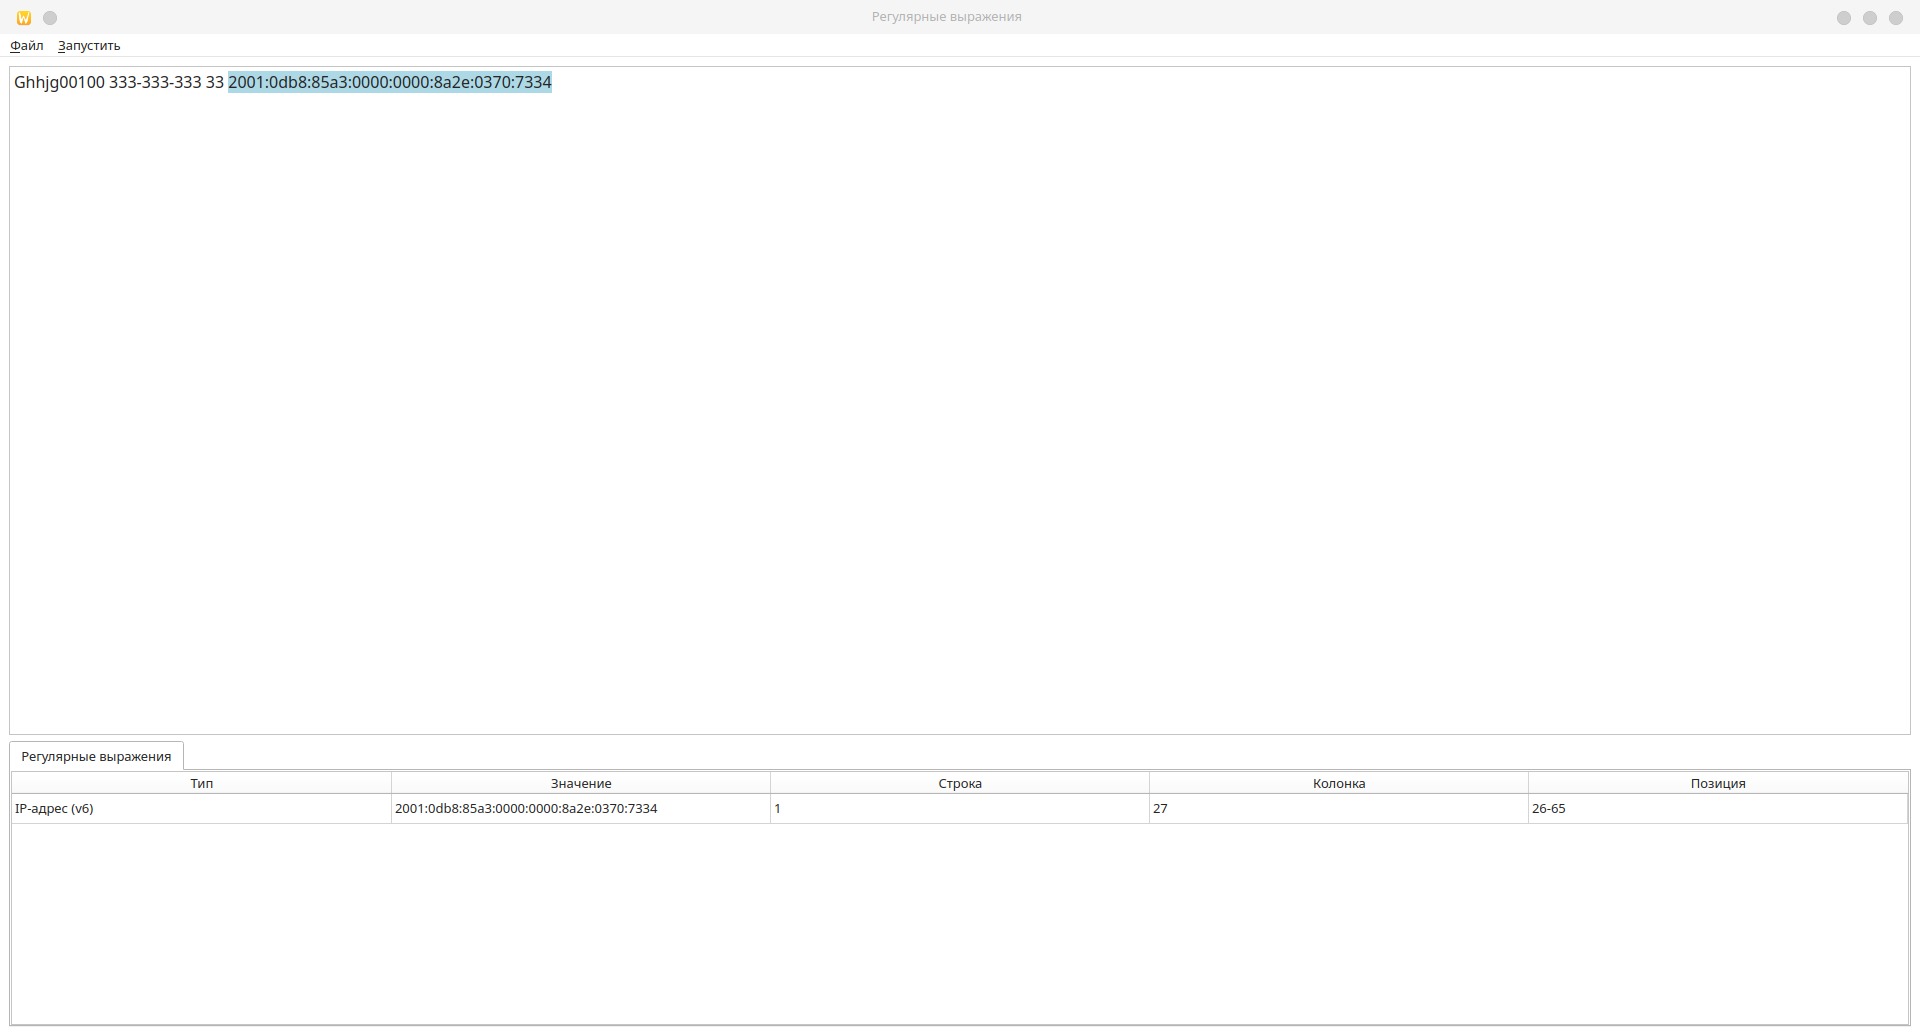 Регулярные выражения
Файл Запустить
Ghhjg00100 333-333-333 33 2001:0db8:85a3:0000:0000:8a2e:0370:7334
Регулярные выражения
Тип Значение Строка Колонка Позиция
IP-адрес (v6) 2001:0db8:85a3:0000:0000:8a2e:0370:7334 1 27 26-65